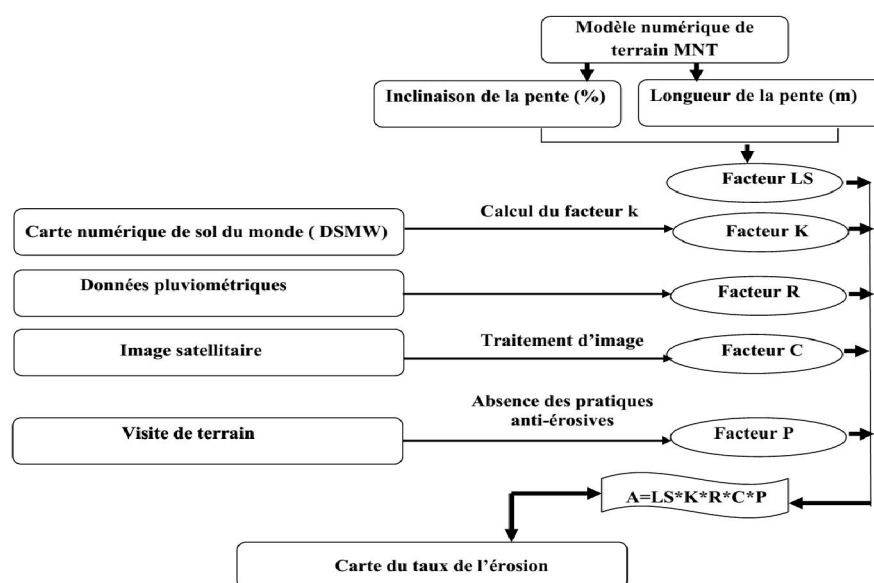 Modèle numérique de
terrain MNT
Inclinaison de la pente (%)
Longueur de la pente (m)
Facteur LS
Calcul du facteur k
Carte numérique de sol du monde ( DSMW)
Facteur K
Données pluviométriques
Facteur R
Image satellitaire
Traitement d'image
Facteur C
Absence des pratiques
anti-érosives
Visite de terrain
Facteur P
A=LS*K*R*C*P
Carte du taux de l'érosion